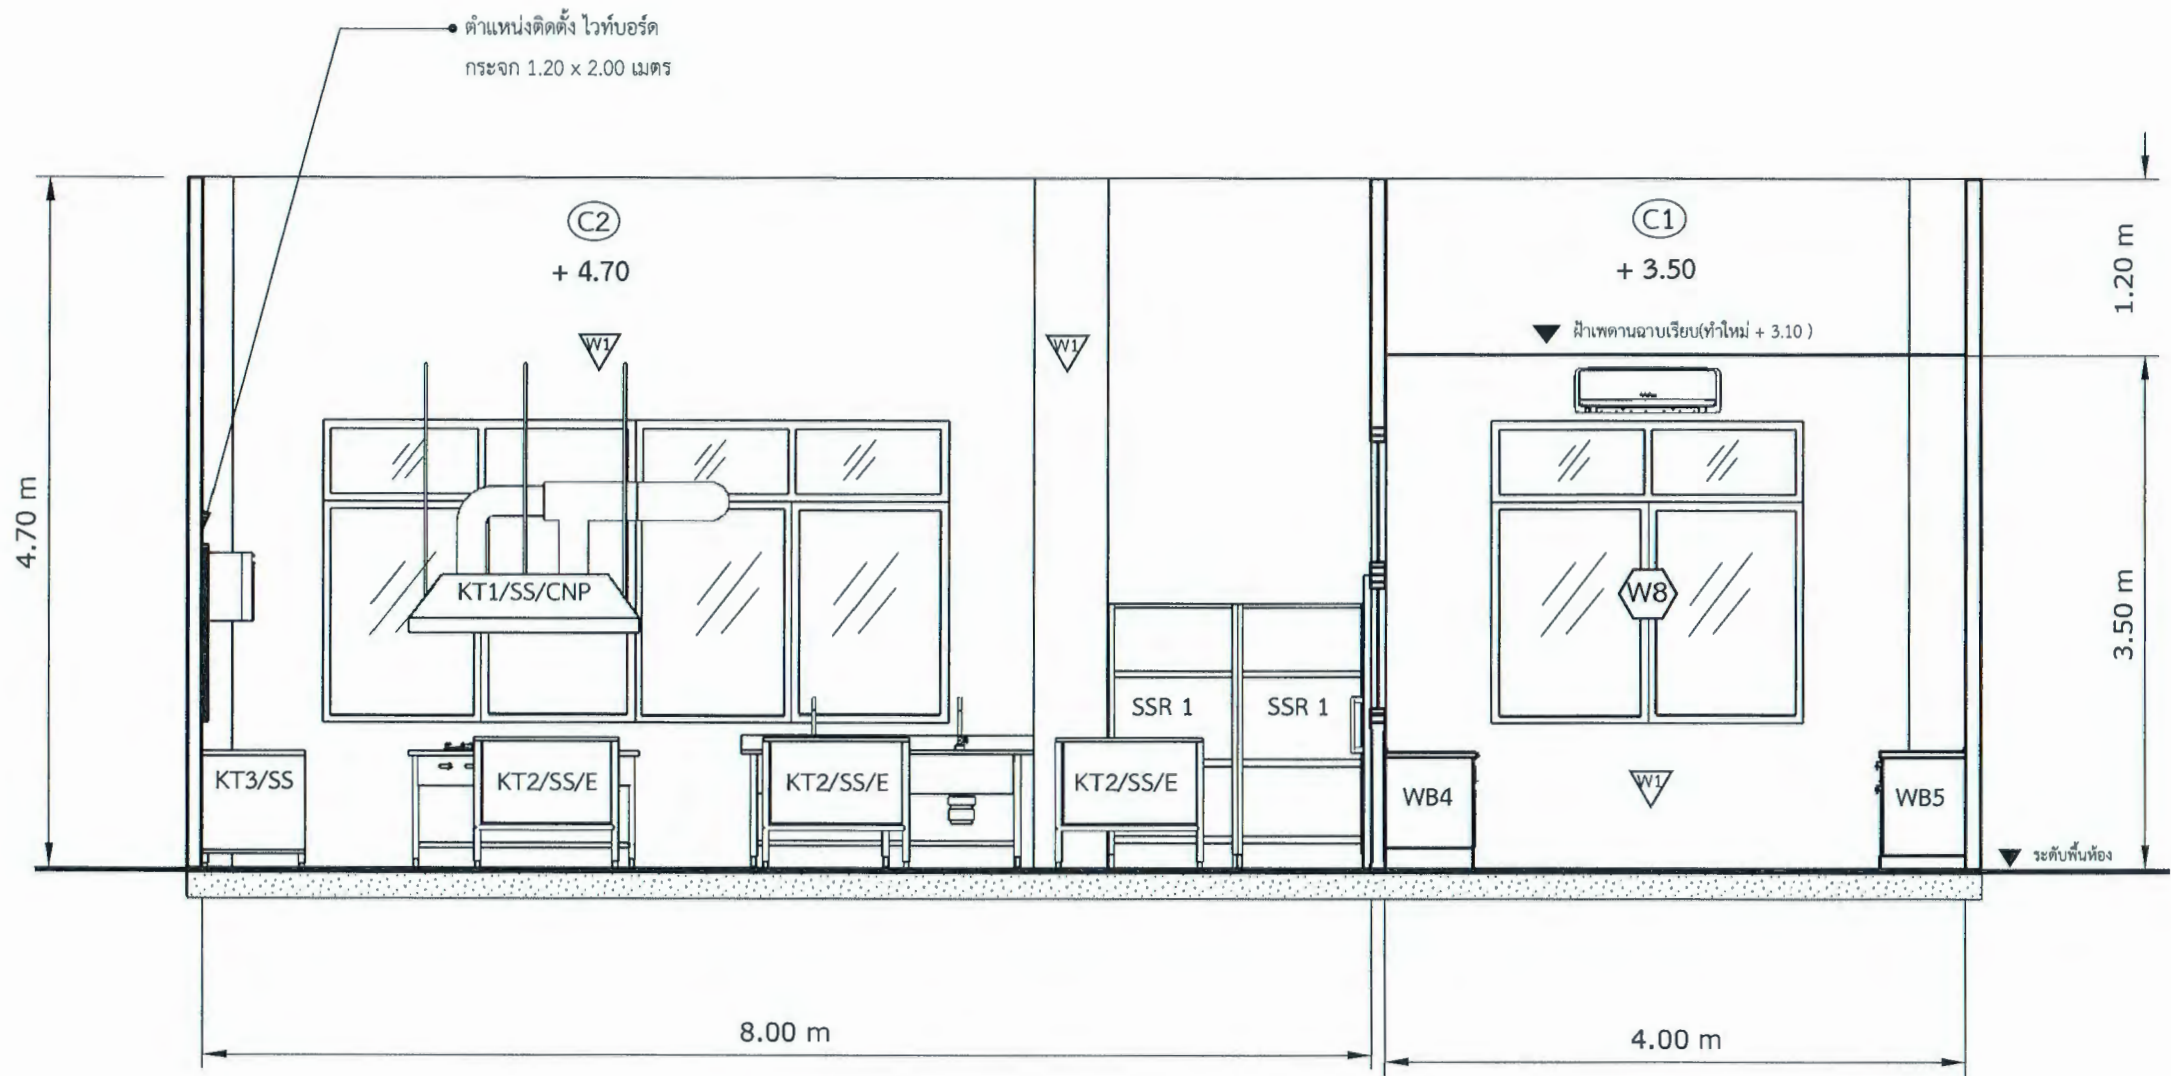 ตำแหน่งติดตั้ง ไวท์บอร์ด
กระจก 1.20 x 2.00 เมตร
C2
+ 4.70
C1
+ 3.50
1.20 m
ฝ้าเพดานฉาบเรียบ(ทำใหม่ + 3.10 )
W1
W1
4.70 m
KT1/SS/CNP
W8
3.50 m
SSR 1
SSR 1
KT3/SS
KT2/SS/E
KT2/SS/E
KT2/SS/E
WB4
W1
WB5
ระดับพื้นห้อง
8.00 m
4.00 m